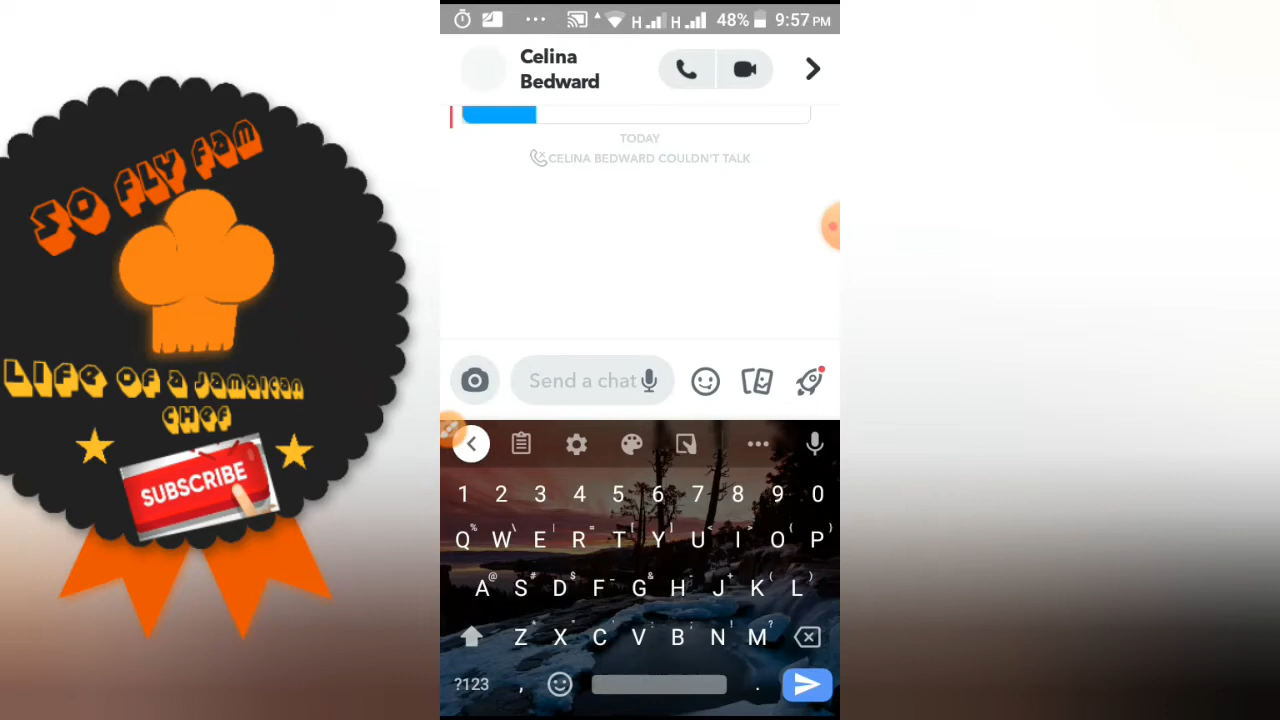 SO FLY FAM
LIFE OF A JAMAICAN
CHEF
SUBSCRIBE
H H 48% 9:57 PM
Celina
Bedward
TODAY
CELINA BEDWARD COULDN'T TALK
Send a chat
1 2 3 4 5 6 7 8 9 0
Q W E R T Y U I O P
A S D F G H J K L
Z X C V B N M
?123 , .